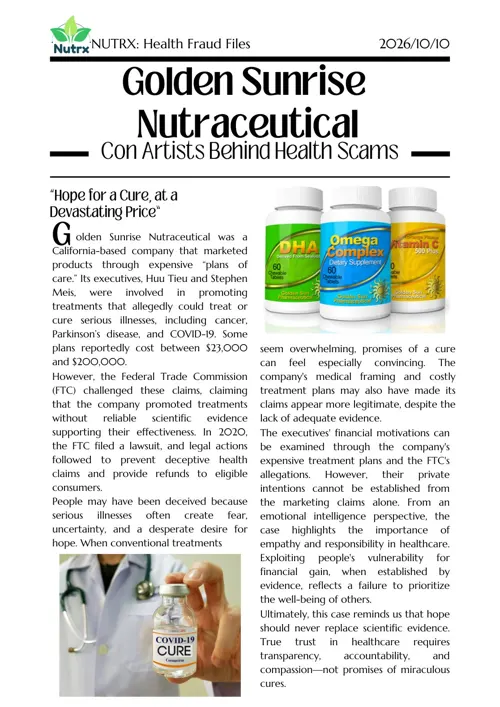 Nutrx
NUTRX: Health Fraud Files
2026/10/10
Golden Sunrise
Nutraceutical
Con Artists Behind Health Scams
"Hope for a Cure, at a
Devastating Price"
Golden Sunrise Nutraceutical was a
California-based company that marketed
products through expensive "plans of
care." Its executives, Huu Tieu and Stephen
Meis, were involved in promoting
treatments that allegedly could treat or
cure serious illnesses, including cancer,
Parkinson's disease, and COVID-19. Some
plans reportedly cost between $23,000
and $200,000.
However, the Federal Trade Commission
(FTC) challenged these claims, claiming
that the company promoted treatments
without reliable scientific evidence
supporting their effectiveness. In 2020,
the FTC filed a lawsuit, and legal actions
followed to prevent deceptive health
claims and provide refunds to eligible
consumers.
People may have been deceived because
serious illnesses often create fear,
uncertainty, and a desperate desire for
hope. When conventional treatments
COVID-19
CURE
Coronavirus
DHA
60
Chewable
Tablets
Omega
Complex
Dietary Supplement
60
Chewable
Tablets
Vitamin C
500 mg
60
seem overwhelming, promises of a cure
can feel especially convincing. The
company's medical framing and costly
treatment plans may also have made its
claims appear more legitimate, despite the
lack of adequate evidence.
The executives' financial motivations can
be examined through the company's
expensive treatment plans and the FTC's
allegations. However, their private
intentions cannot be established from
the marketing claims alone. From an
emotional intelligence perspective, the
case highlights the importance of
empathy and responsibility in healthcare.
Exploiting people's vulnerability for
financial gain, when established by
evidence, reflects a failure to prioritize
the well-being of others.
Ultimately, this case reminds us that hope
should never replace scientific evidence.
True trust in healthcare requires
transparency, accountability, and
compassion—not promises of miraculous
cures.